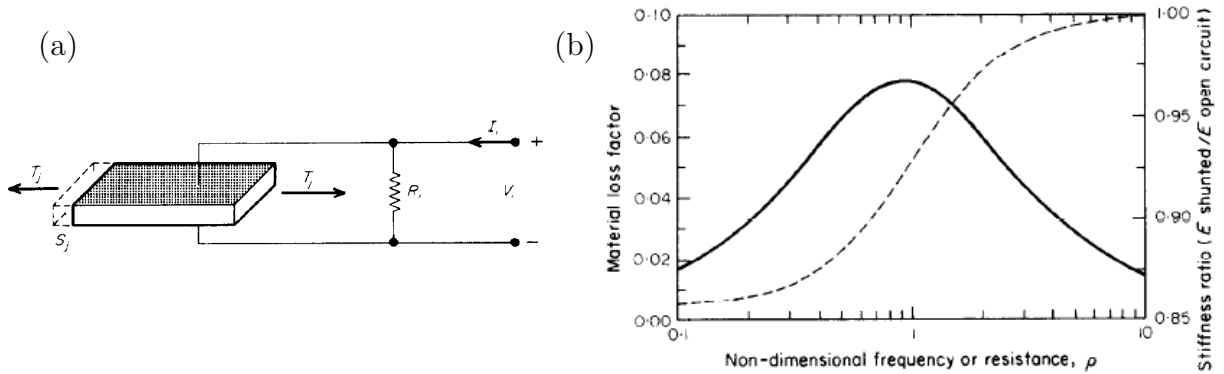 (a)
T_j
T_j
S_j
I_i
+
R_i
V_i
−
(b)
Material loss factor
0·10
0·08
0·06
0·04
0·02
0·00
1·00
0·95
0·90
0·85
Stiffness ratio (E shunted/E open circuit)
0·1
1
10
Non-dimensional frequency or resistance, ρ